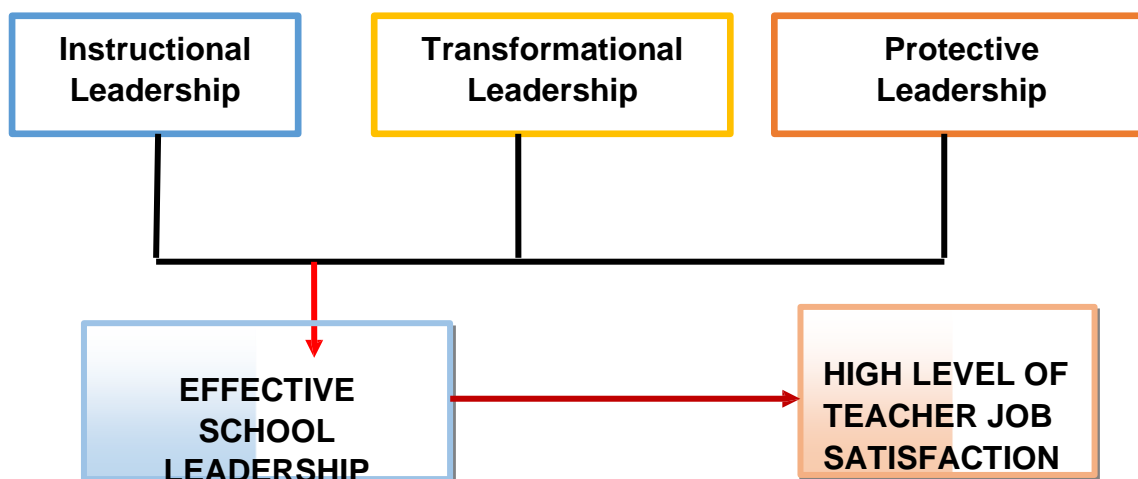 Instructional
Leadership
Transformational
Leadership
Protective
Leadership
EFFECTIVE
SCHOOL
LEADERSHIP
HIGH LEVEL OF
TEACHER JOB
SATISFACTION